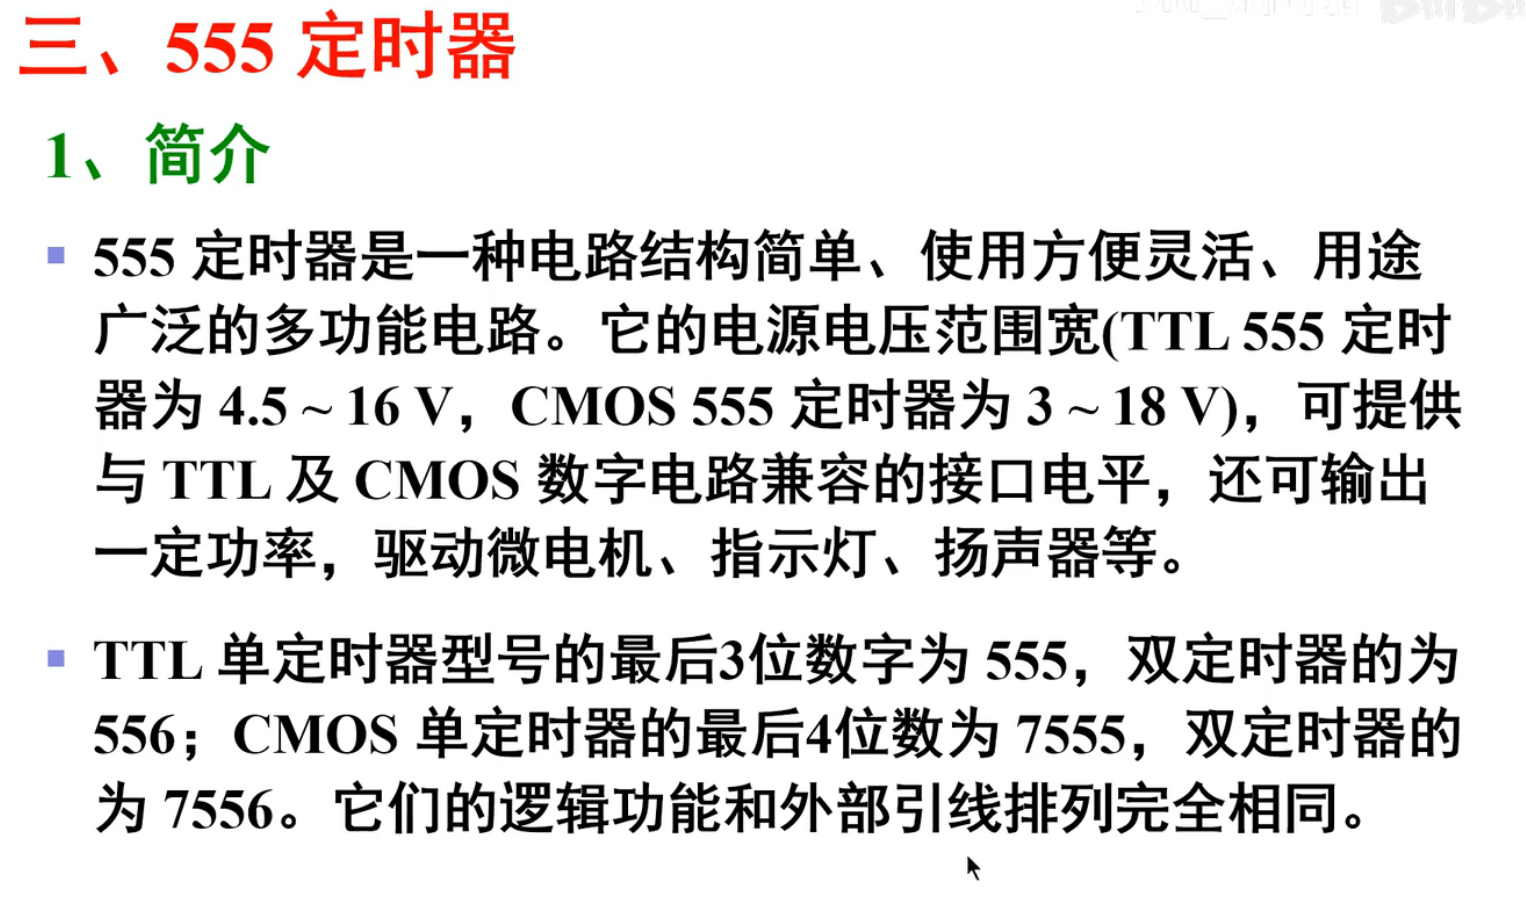 三、555 定时器
1、简介
555 定时器是一种电路结构简单、使用方便灵活、用途
广泛的多功能电路。它的电源电压范围宽(TTL 555 定时
器为 4.5 ~ 16 V，CMOS 555 定时器为 3 ~ 18 V)，可提供
与 TTL 及 CMOS 数字电路兼容的接口电平，还可输出
一定功率，驱动微电机、指示灯、扬声器等。
TTL 单定时器型号的最后3位数字为 555，双定时器的为
556；CMOS 单定时器的最后4位数为 7555，双定时器的
为 7556。它们的逻辑功能和外部引线排列完全相同。